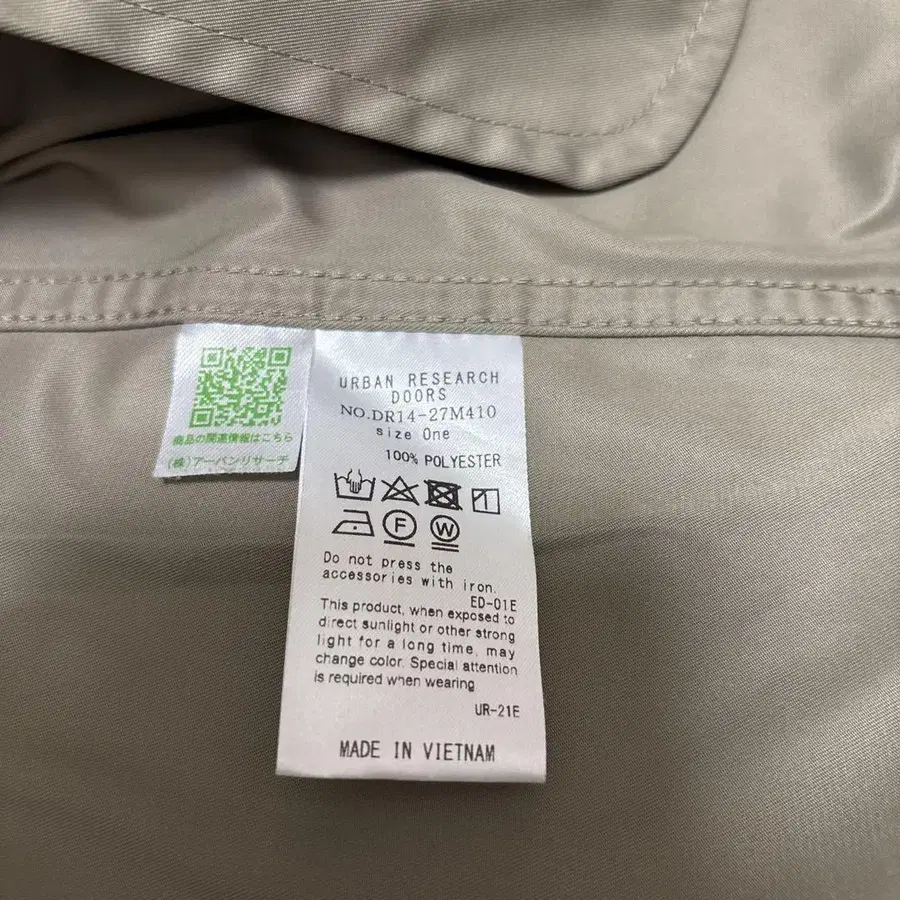 商品の関連情報はこちら
(株)アーバンリサーチ
URBAN RESEARCH
DOORS
NO.DR14-27M410
size One
100% POLYESTER
F
W
Do not press the
accessories with iron.
ED-01E
This product, when exposed to
direct sunlight or other strong
light for a long time, may
change color. Special attention
is required when wearing
UR-21E
MADE IN VIETNAM